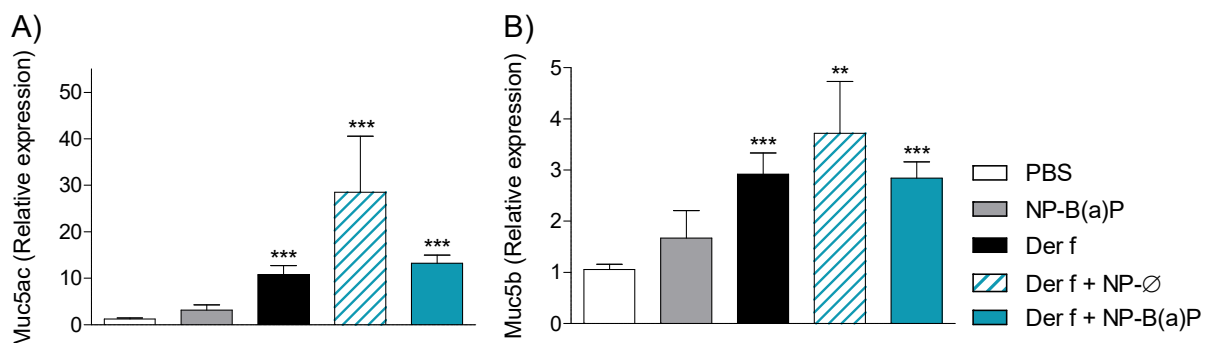 A)
Muc5ac (Relative expression)
50
40
30
20
10
0
***
***
***
B)
Muc5b (Relative expression)
5
4
3
2
1
0
***
**
***
PBS
NP-B(a)P
Der f
Der f + NP-∅
Der f + NP-B(a)P